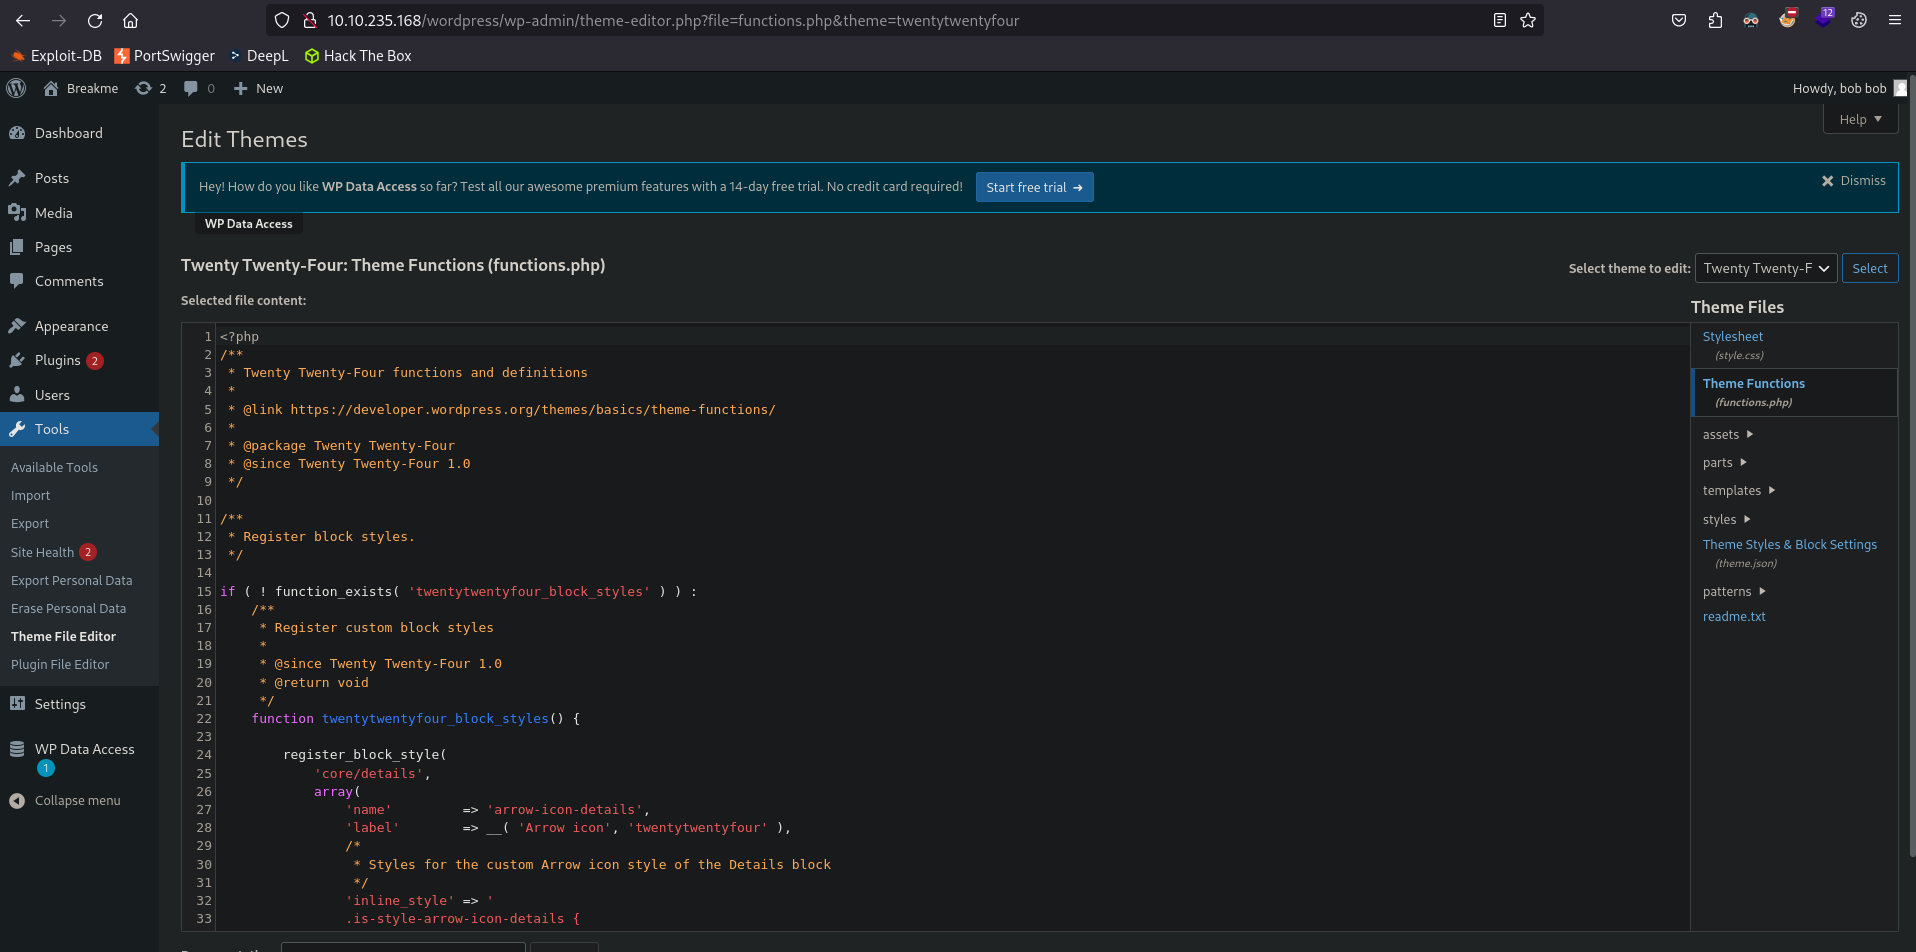 10.10.235.168/wordpress/wp-admin/theme-editor.php?file=functions.php&theme=twentytwentyfour
12
Exploit-DB PortSwigger DeepL Hack The Box
Breakme 2 0 New Howdy, bob bob
Help
Dashboard
Posts
Media
Pages
Comments
Appearance
Plugins 2
Users
Tools
Available Tools
Import
Export
Site Health 2
Export Personal Data
Erase Personal Data
Theme File Editor
Plugin File Editor
Settings
WP Data Access
1
Collapse menu
Edit Themes
Hey! How do you like WP Data Access so far? Test all our awesome premium features with a 14-day free trial. No credit card required! Start free trial ➔ Dismiss
WP Data Access
Twenty Twenty-Four: Theme Functions (functions.php)
Select theme to edit: Twenty Twenty-F Select
Selected file content:
1 <?php
2 /**
3  * Twenty Twenty-Four functions and definitions
4  *
5  * @link https://developer.wordpress.org/themes/basics/theme-functions/
6  *
7  * @package Twenty Twenty-Four
8  * @since Twenty Twenty-Four 1.0
9  */
10
11 /**
12  * Register block styles.
13  */
14
15 if ( ! function_exists( 'twentytwentyfour_block_styles' ) ) :
16     /**
17      * Register custom block styles
18      *
19      * @since Twenty Twenty-Four 1.0
20      * @return void
21      */
22     function twentytwentyfour_block_styles() {
23
24         register_block_style(
25             'core/details',
26             array(
27                 'name'         => 'arrow-icon-details',
28                 'label'        => __( 'Arrow icon', 'twentytwentyfour' ),
29                 /*
30                  * Styles for the custom Arrow icon style of the Details block
31                  */
32                 'inline_style' => '
33                 .is-style-arrow-icon-details {
Theme Files
Stylesheet
(style.css)
Theme Functions
(functions.php)
assets
parts
templates
styles
Theme Styles & Block Settings
(theme.json)
patterns
readme.txt